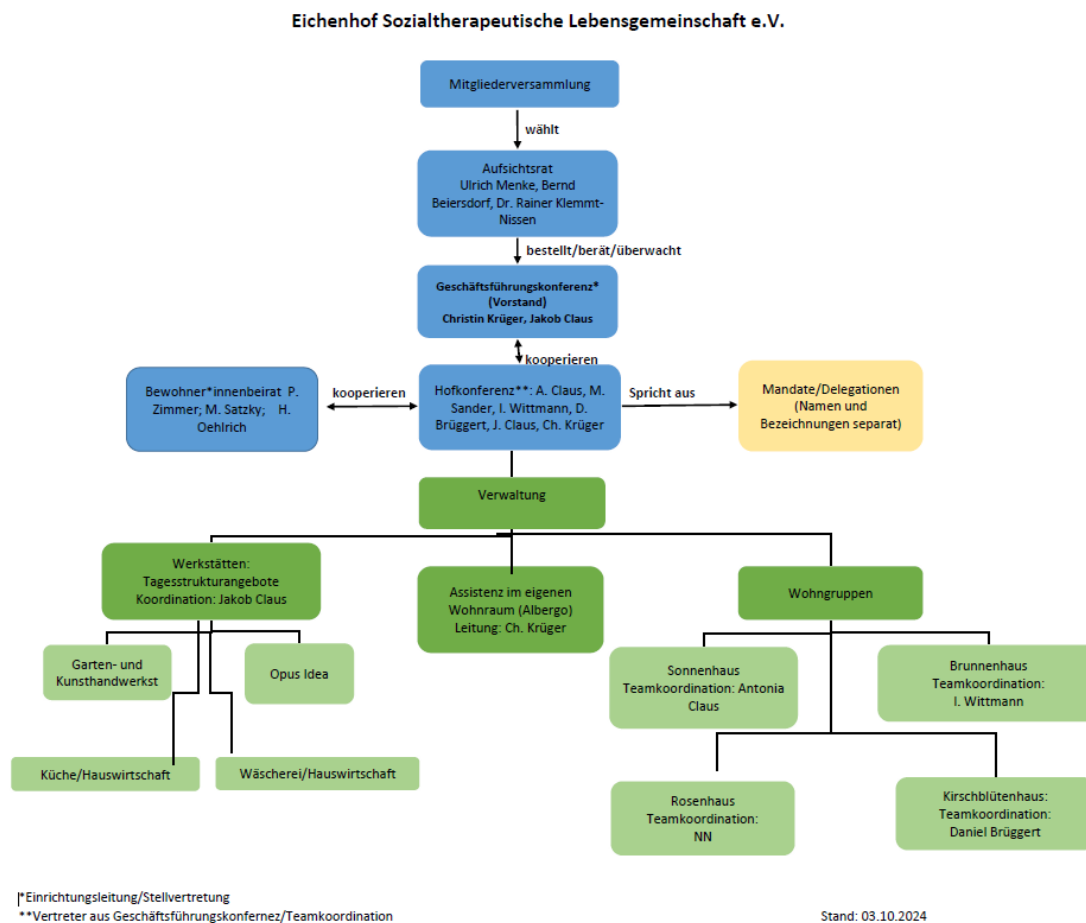 Eichenhof Sozialtherapeutische Lebensgemeinschaft e.V.
Mitgliederversammlung
wählt
Aufsichtsrat
Ulrich Menke, Bernd
Beiersdorf, Dr. Rainer Klemmt-
Nissen
bestellt/berät/überwacht
Geschäftsführungskonferenz*
(Vorstand)
Christin Krüger, Jakob Claus
kooperieren
Bewohner*innenbeirat P.
Zimmer; M. Satzky; H.
Oehlrich
kooperieren
Hofkonferenz**: A. Claus, M.
Sander, I. Wittmann, D.
Brüggert, J. Claus, Ch. Krüger
Spricht aus
Mandate/Delegationen
(Namen und
Bezeichnungen separat)
Verwaltung
Werkstätten:
Tagesstrukturangebote
Koordination: Jakob Claus
Assistenz im eigenen
Wohnraum (Albergo)
Leitung: Ch. Krüger
Wohngruppen
Garten- und
Kunsthandwerkst
Opus Idea
Sonnenhaus
Teamkoordination: Antonia
Claus
Brunnenhaus
Teamkoordination:
I. Wittmann
Küche/Hauswirtschaft
Wäscherei/Hauswirtschaft
Rosenhaus
Teamkoordination:
NN
Kirschblütenhaus:
Teamkoordination:
Daniel Brüggert
*Einrichtungsleitung/Stellvertretung
**Vertreter aus Geschäftsführungskonfernez/Teamkoordination
Stand: 03.10.2024